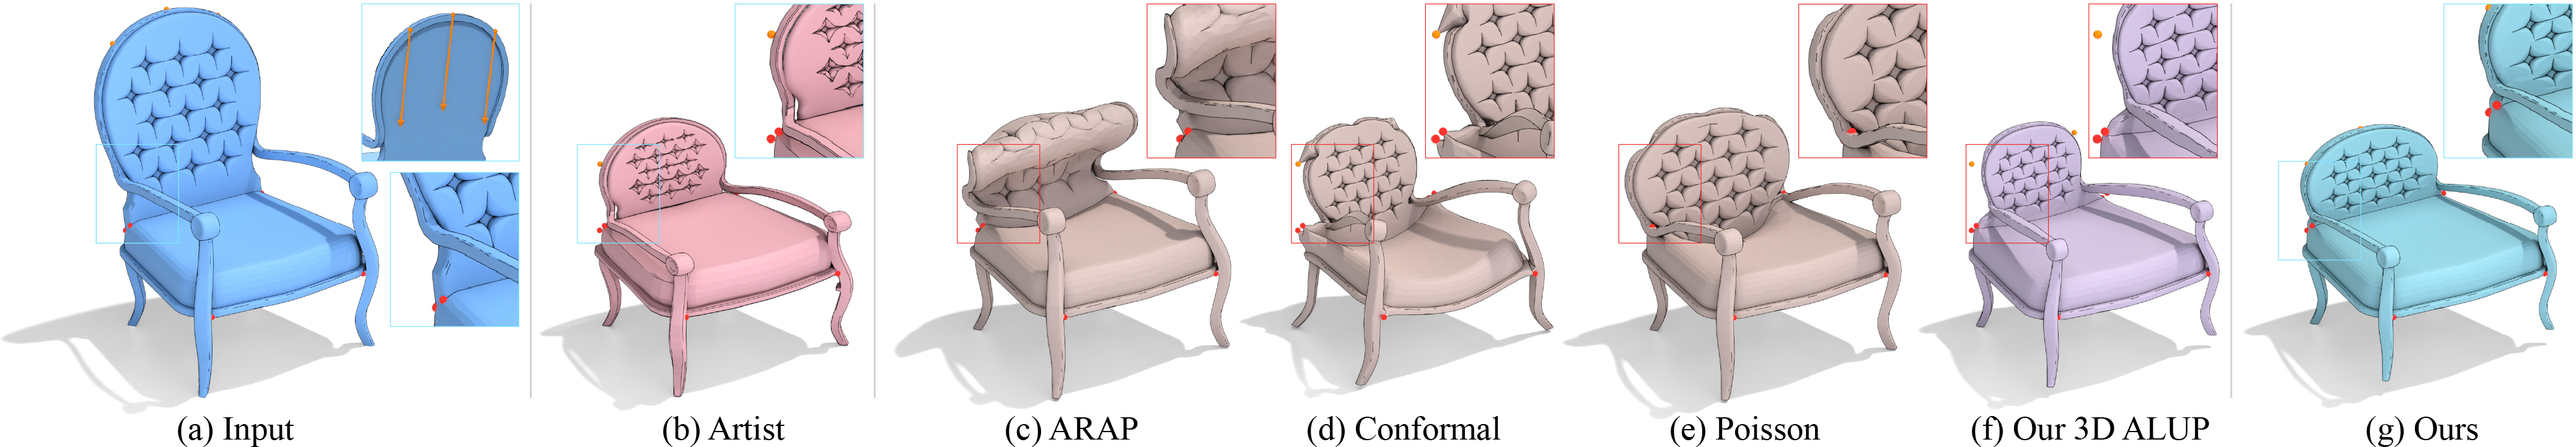 (a) Input
(b) Artist
(c) ARAP
(d) Conformal
(e) Poisson
(f) Our 3D ALUP
(g) Ours